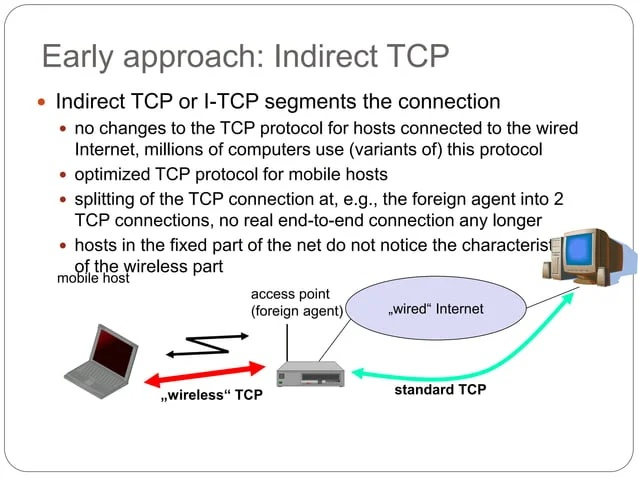 Early approach: Indirect TCP
Indirect TCP or I-TCP segments the connection
no changes to the TCP protocol for hosts connected to the wired
Internet, millions of computers use (variants of) this protocol
optimized TCP protocol for mobile hosts
splitting of the TCP connection at, e.g., the foreign agent into 2
TCP connections, no real end-to-end connection any longer
hosts in the fixed part of the net do not notice the characterist
of the wireless part
mobile host
access point
(foreign agent)
„wired“ Internet
„wireless“ TCP
standard TCP